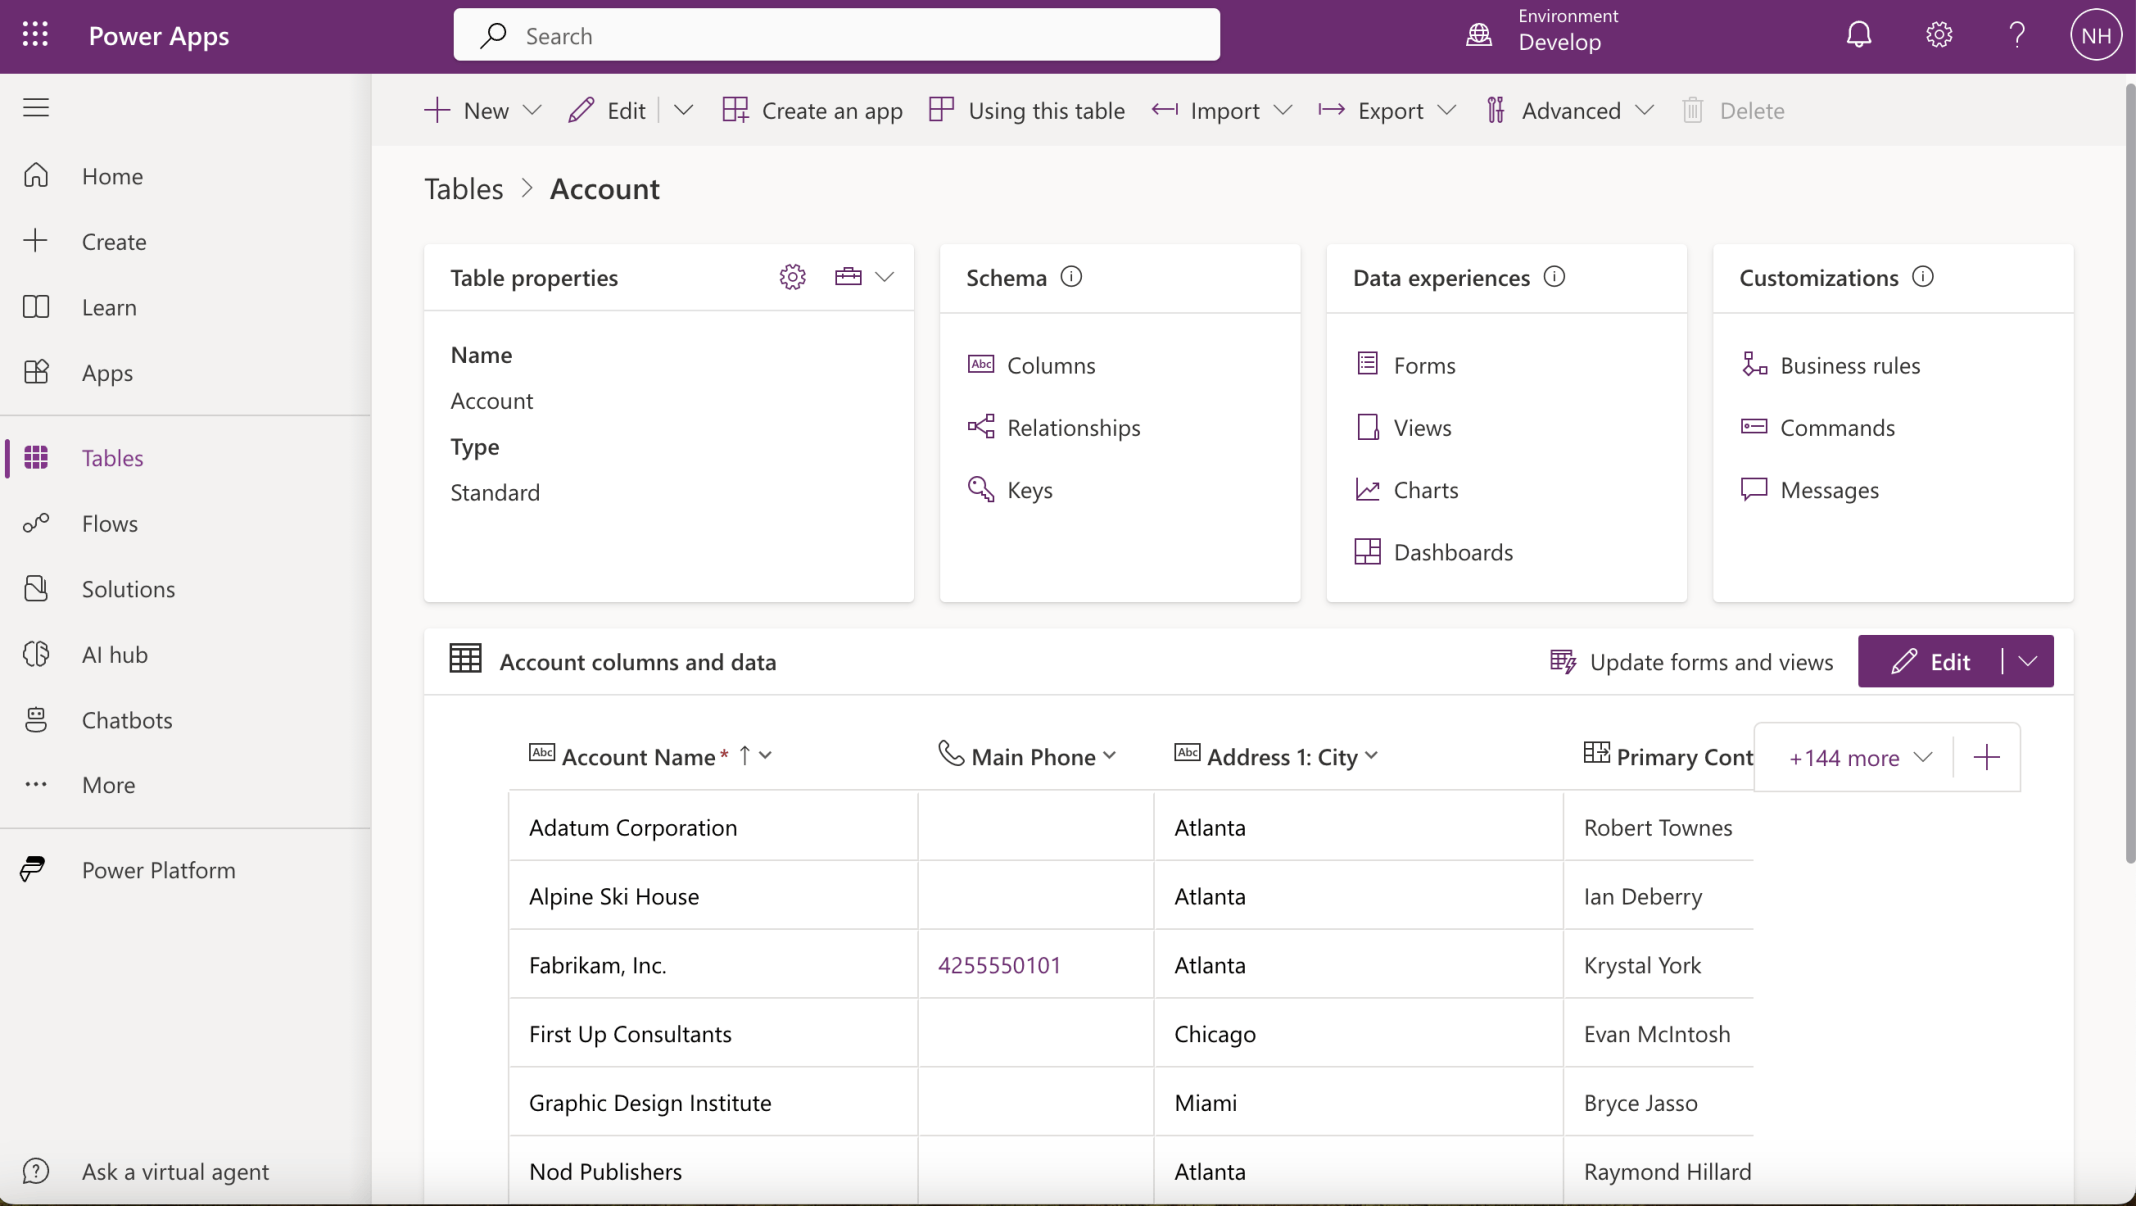 Power Apps
Search
Environment
Develop
NH
New
Edit
Create an app
Using this table
Import
Export
Advanced
Delete
Home
Create
Learn
Apps
Tables
Flows
Solutions
AI hub
Chatbots
More
Power Platform
Ask a virtual agent
Tables > Account
Table properties
Name
Account
Type
Standard
Schema
Abc Columns
Relationships
Keys
Data experiences
Forms
Views
Charts
Dashboards
Customizations
Business rules
Commands
Messages
Account columns and data
Update forms and views
Edit
Abc Account Name* ↑
Main Phone
Abc Address 1: City
Primary Cont
+144 more
Adatum Corporation Atlanta Robert Townes
Alpine Ski House Atlanta Ian Deberry
Fabrikam, Inc. 4255550101 Atlanta Krystal York
First Up Consultants Chicago Evan McIntosh
Graphic Design Institute Miami Bryce Jasso
Nod Publishers Atlanta Raymond Hillard